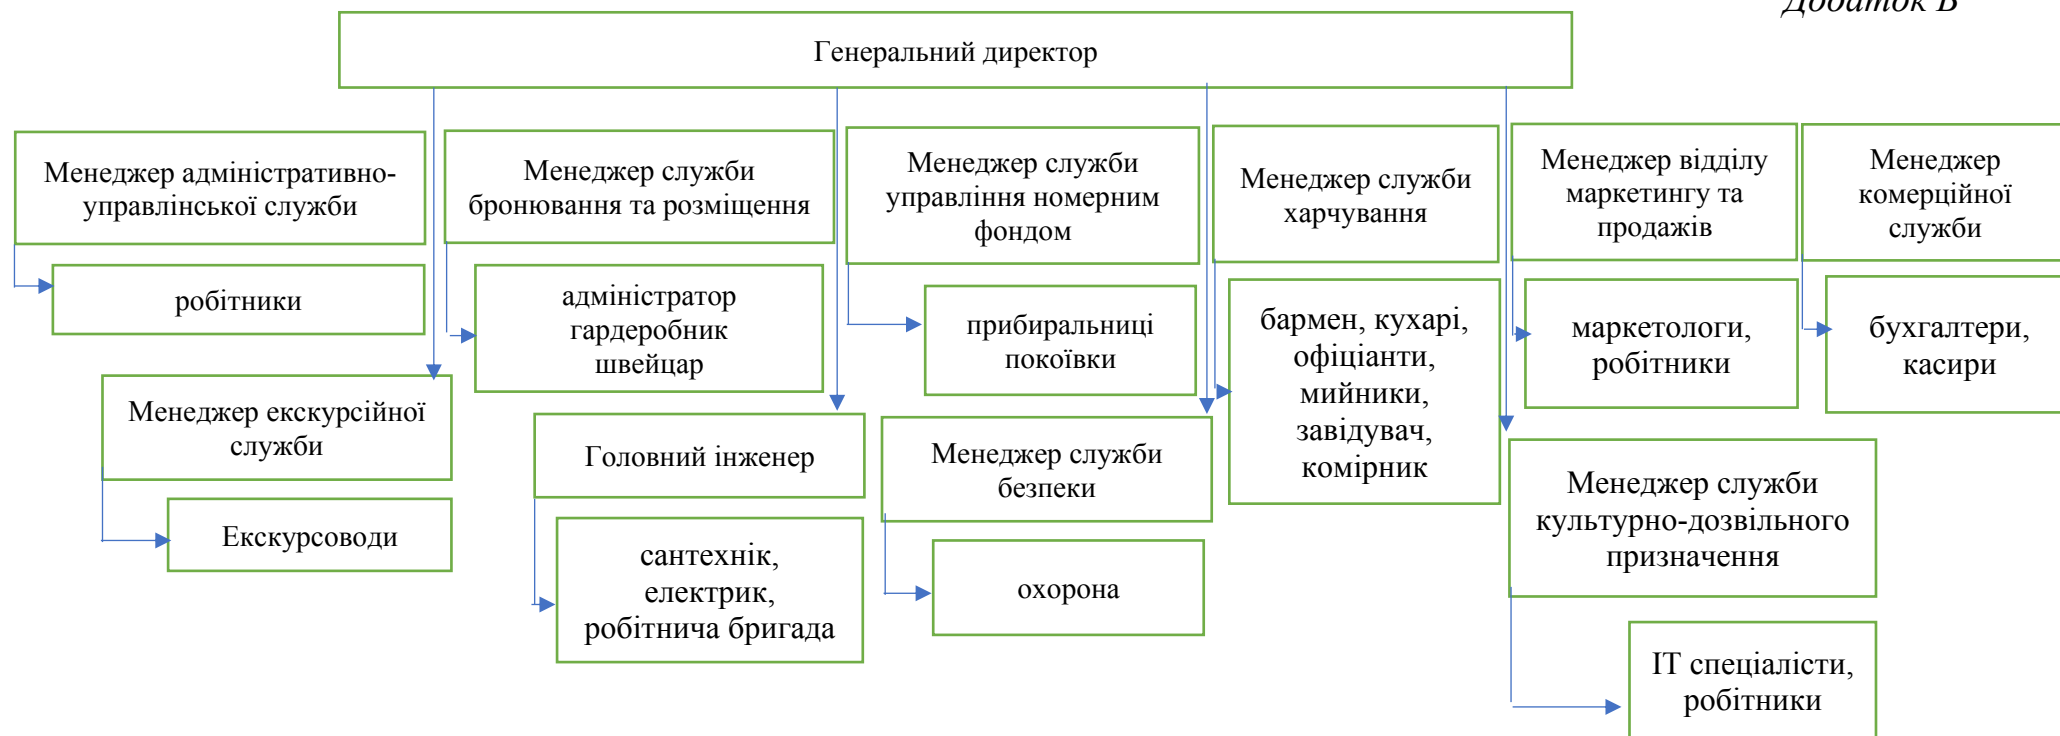 Додаток В
Генеральний директор
Менеджер адміністративно-
управлінської служби
Менеджер служби
бронювання та розміщення
Менеджер служби
управління номерним
фондом
Менеджер служби
харчування
Менеджер відділу
маркетингу та
продажів
Менеджер
комерційної
служби
робітники
адміністратор
гардеробник
швейцар
прибиральниці
покоївки
бармен, кухарі,
офіціанти,
мийники,
завідувач,
комірник
маркетологи,
робітники
бухгалтери,
касири
Менеджер екскурсійної
служби
Головний інженер
Менеджер служби
безпеки
Менеджер служби
культурно-дозвільного
призначення
Екскурсоводи
сантехнік,
електрик,
робітнича бригада
охорона
ІТ спеціалісти,
робітники